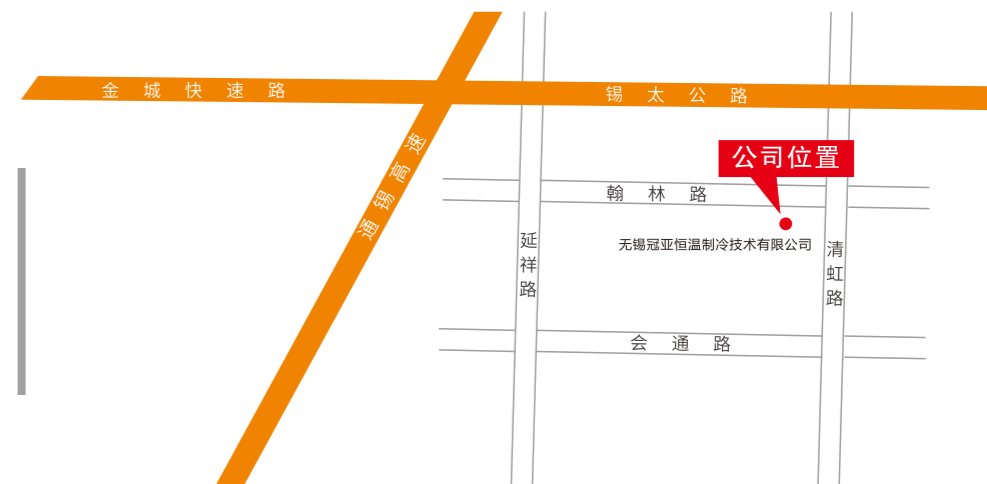 金城快速路
锡太公路
通锡高速
公司位置
翰林路
无锡冠亚恒温制冷技术有限公司
延祥路
清虹路
会通路